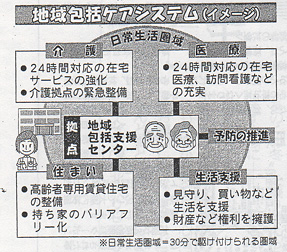 地域包括ケアシステム(イメージ)
日常生活圏域
介護
●24時間対応の在宅
サービスの強化
●介護拠点の緊急整備
医療
●24時間対応の在宅
医療、訪問看護など
の充実
拠点
地域
包括支援
センター
予防の推進
住まい
●高齢者専用賃貸住宅
の整備
●持ち家のバリアフ
リー化
生活支援
●見守り、買い物など
生活を支援
●財産など権利を擁護
※日常生活圏域=30分で駆け付けられる圏域